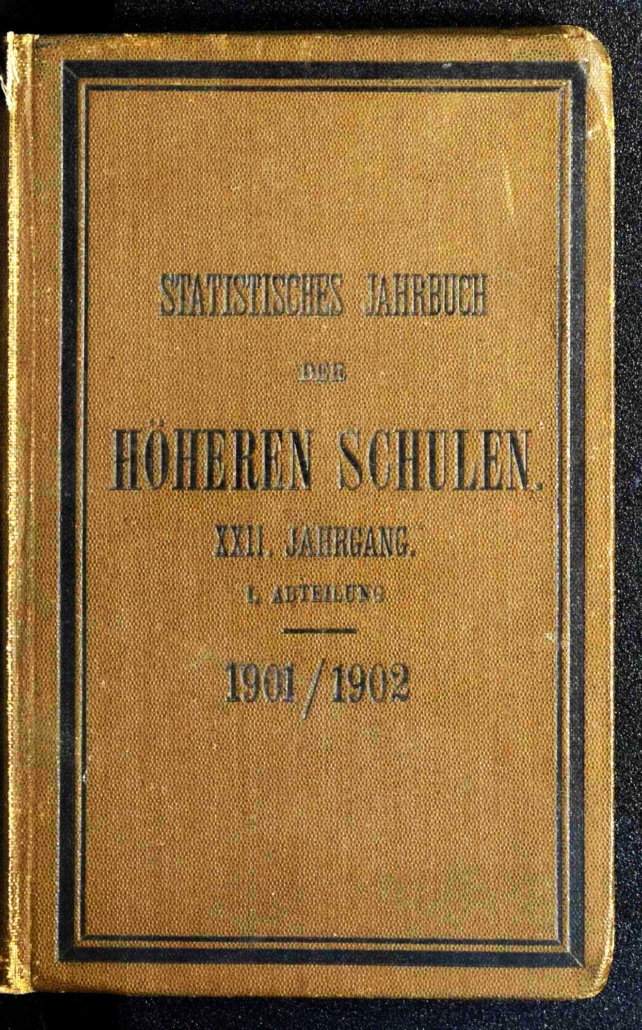 STATISTISCHES JAHRBUCH
DER
HÖHEREN SCHULEN.
XXII. JAHRGANG.
I. ABTEILUNG
1901/1902